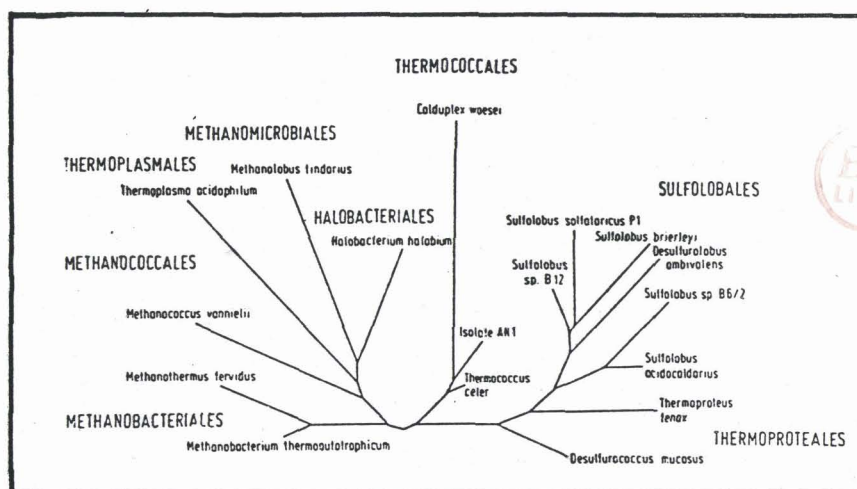 THERMOCOCCALES
Colduplex woesei
METHANOMICROBIALES
THERMOPLASMALES
Methanolobus tindarius
Thermoplasma acidophilum
SULFOLOBALES
HALOBACTERIALES
Halobacterium halobium
Sulfolobus solfataricus P1
Sulfolobus brierleyi
Desulfurolobus
ambivalens
METHANOCOCCALES
Sulfolobus
sp. B12
Sulfolobus sp B6/2
Methanococcus vannielii
Isolate AN1
Sulfolobus
acidocaldarius
Methanothermus fervidus
Thermococcus
celer
Thermoproteus
tenax
METHANOBACTERIALES
Methanobacterium thermoautotrophicum
THERMOPROTEALES
Desulfurococcus mucosus